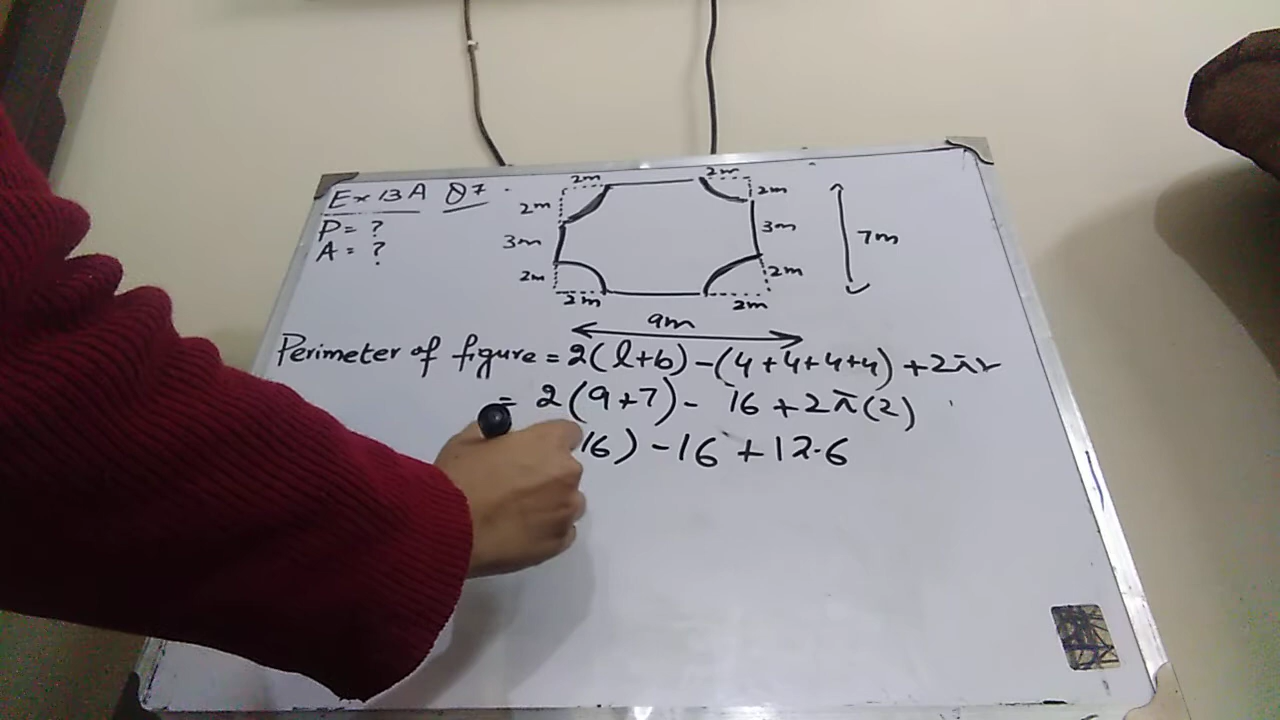 Ex 13A Q7.
P = ?
A = ?
2m 2m
2m 2m
3m 3m 7m
2m 2m
2m 2m
9m
Perimeter of figure = 2(l+b) - (4+4+4+4) + 2πr
= 2(9+7) - 16 + 2π(2)
16) - 16 + 12.6